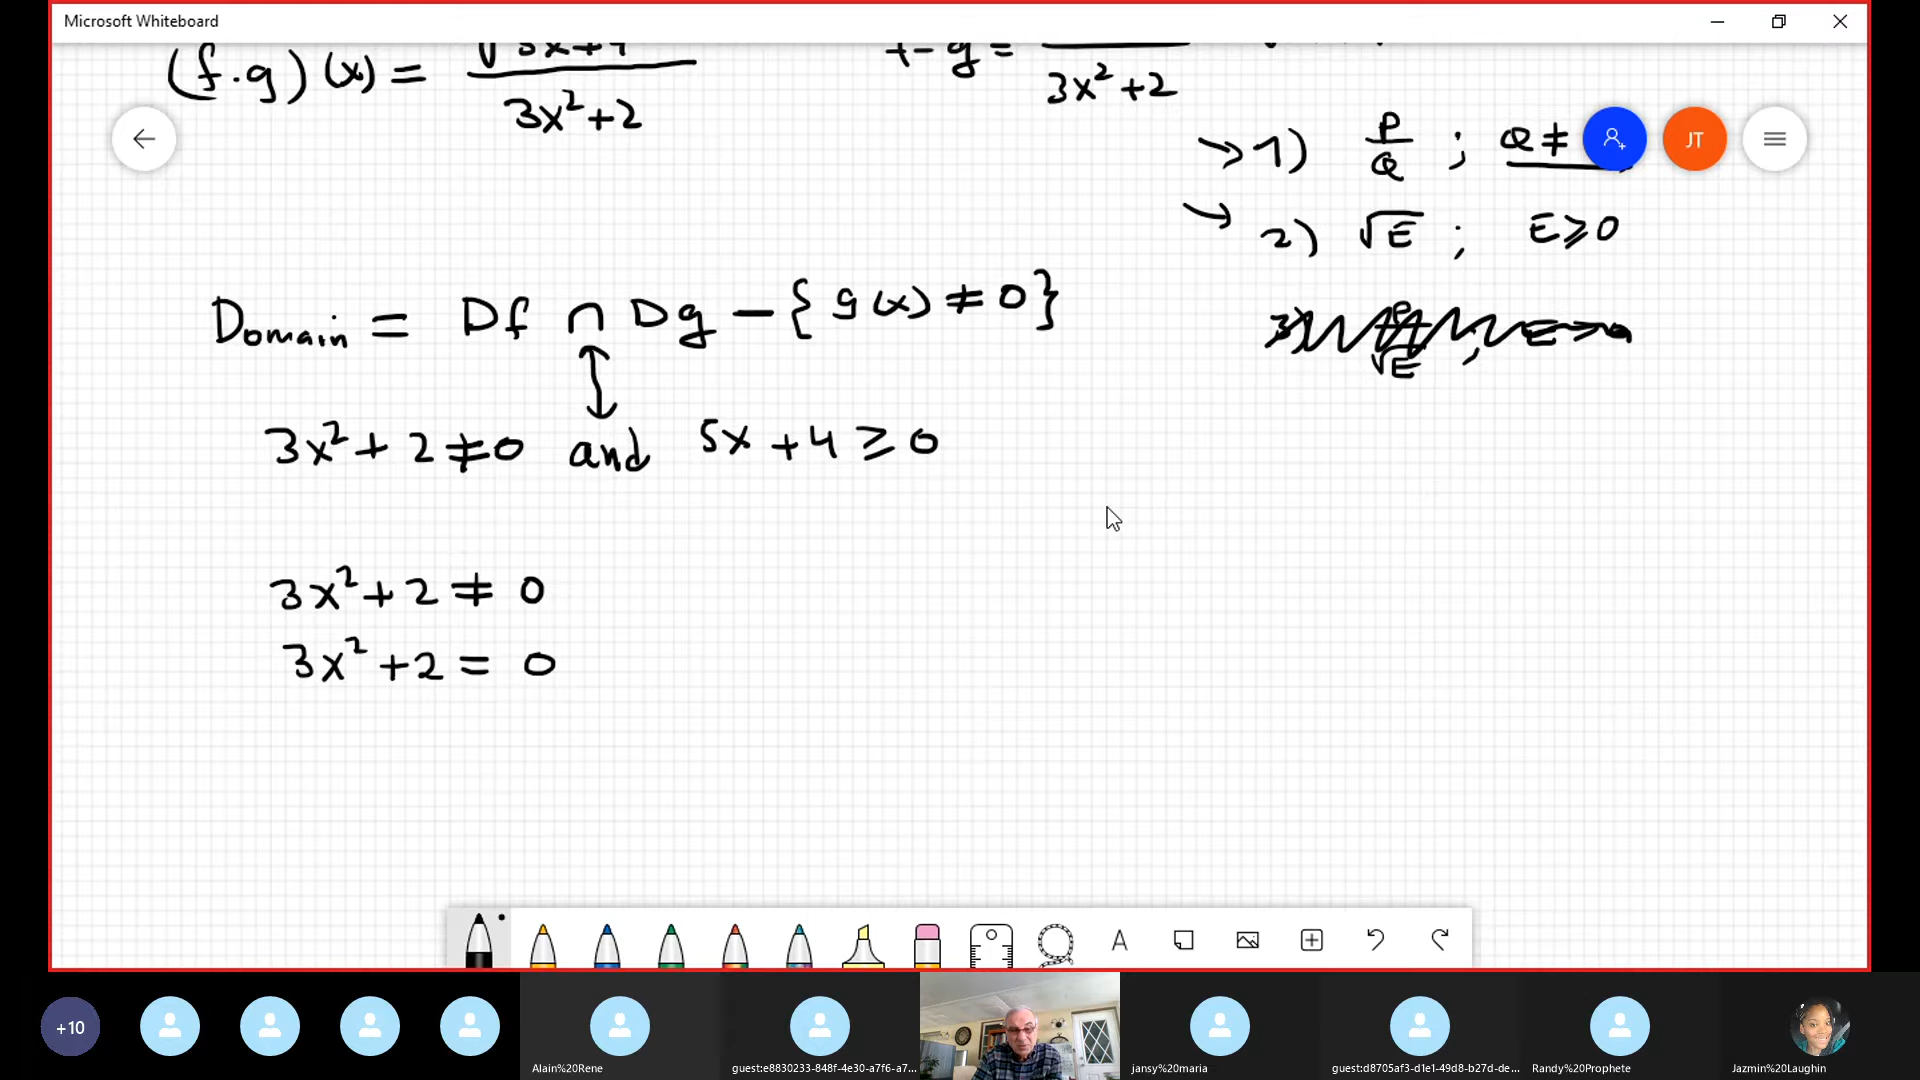 Microsoft Whiteboard
(f·g)(x) = √5x+4 / 3x²+2
f-g = / 3x²+2
→1) P/Q ; Q≠
→ 2) √E ; E≥0
Domain = Df ∩ Dg - {g(x) ≠ 0}
↕
3x² + 2 ≠ 0 and 5x + 4 ≥ 0
3x² + 2 ≠ 0
3x² + 2 = 0
JT
+10
Alain%20Rene
guest:e8830233-848f-4e30-a7f6-a7...
jansy%20maria
guest:d8705af3-d1e1-49d8-b27d-de...
Randy%20Prophete
Jazmin%20Laughin